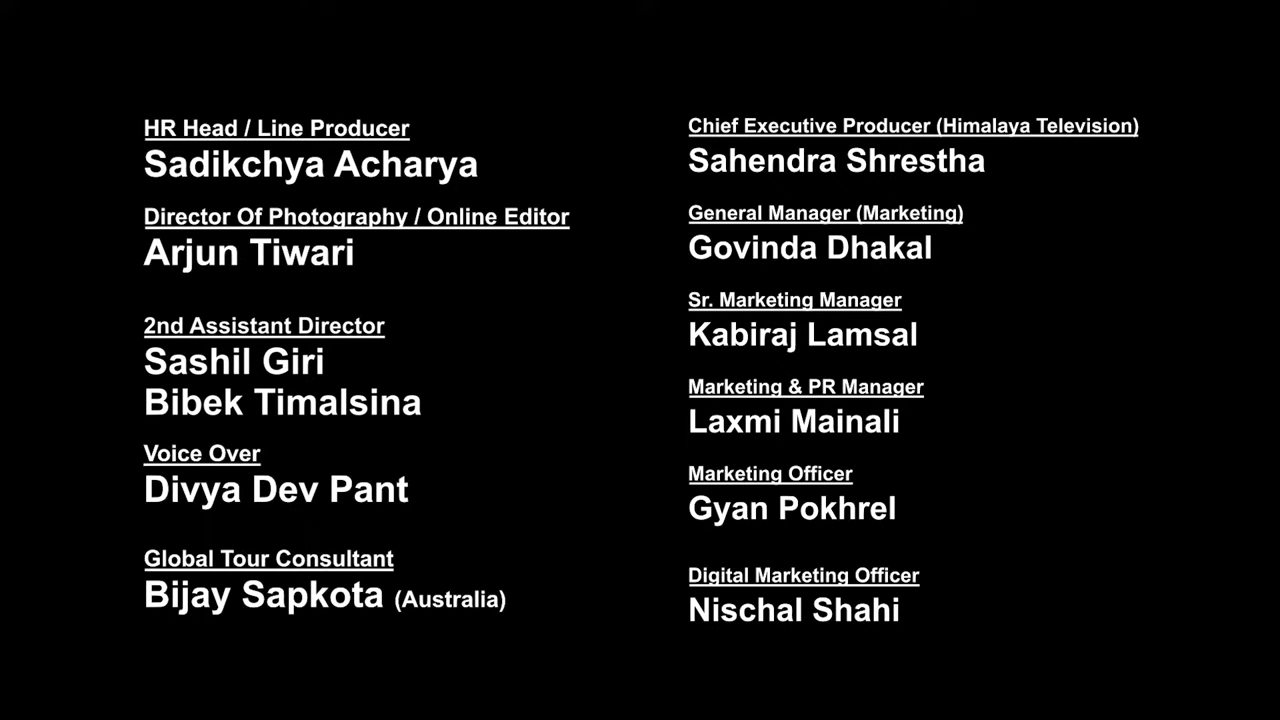 HR Head / Line Producer
Sadikchya Acharya
Director Of Photography / Online Editor
Arjun Tiwari
2nd Assistant Director
Sashil Giri
Bibek Timalsina
Voice Over
Divya Dev Pant
Global Tour Consultant
Bijay Sapkota (Australia)
Chief Executive Producer (Himalaya Television)
Sahendra Shrestha
General Manager (Marketing)
Govinda Dhakal
Sr. Marketing Manager
Kabiraj Lamsal
Marketing & PR Manager
Laxmi Mainali
Marketing Officer
Gyan Pokhrel
Digital Marketing Officer
Nischal Shahi